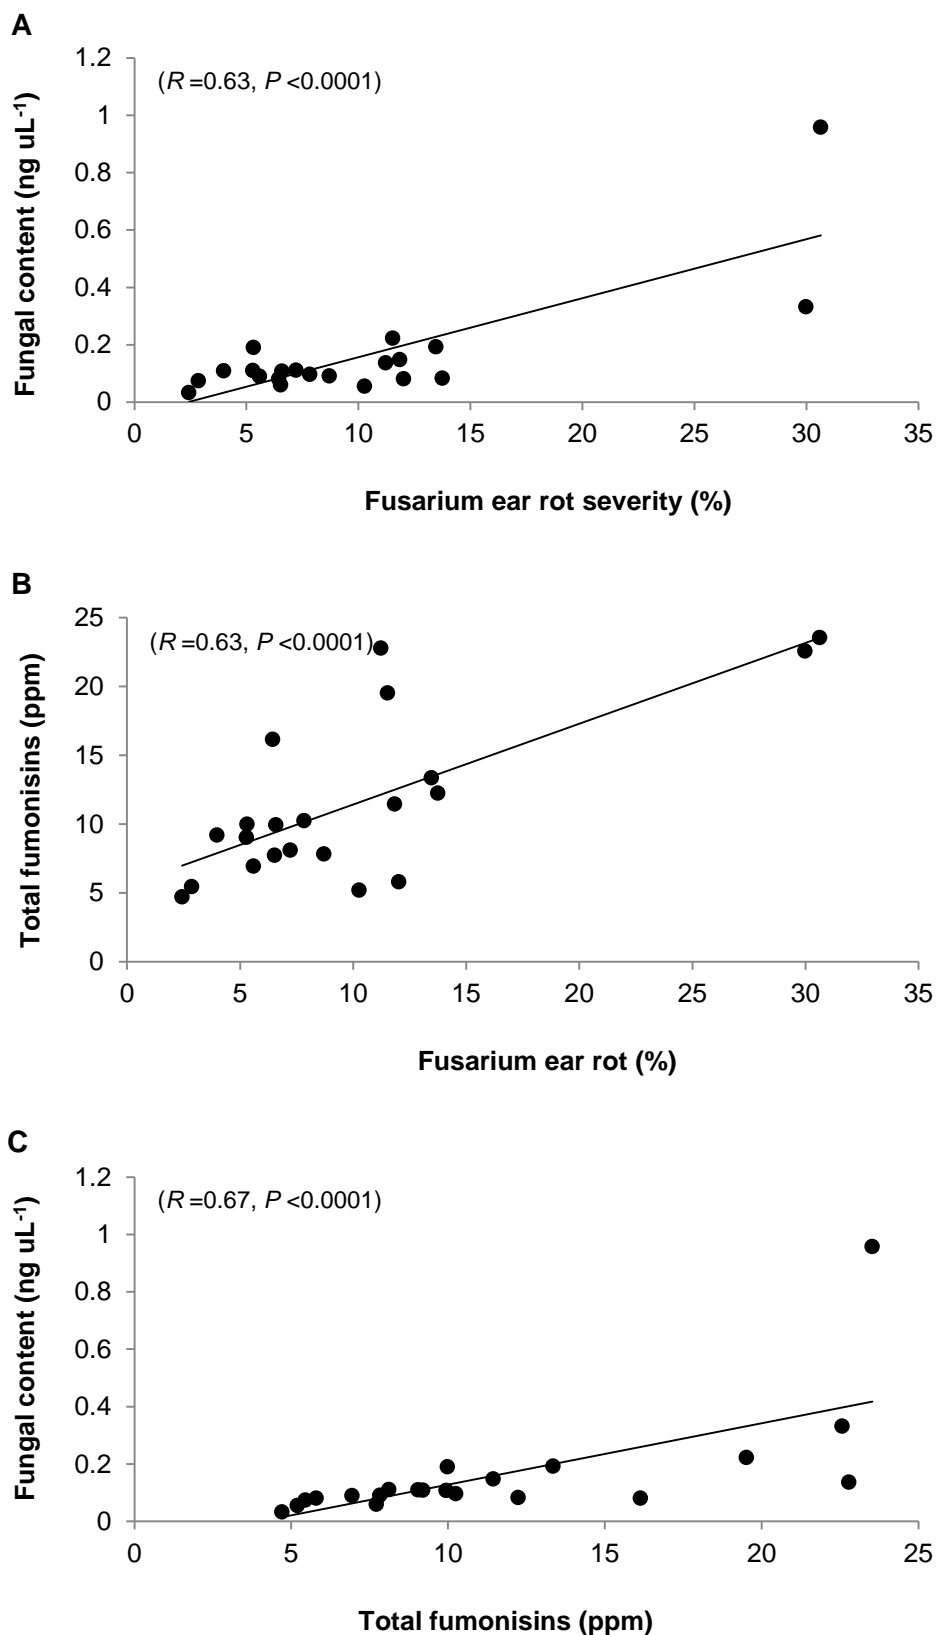 A
(R=0.63, P<0.0001)
Fungal content (ng uL-1)
1.2
1
0.8
0.6
0.4
0.2
0
0 5 10 15 20 25 30 35
Fusarium ear rot severity (%)
B
(R=0.63, P<0.0001)
Total fumonisins (ppm)
25
20
15
10
5
0
0 5 10 15 20 25 30 35
Fusarium ear rot (%)
C
(R=0.67, P<0.0001)
Fungal content (ng uL-1)
1.2
1
0.8
0.6
0.4
0.2
0
0 5 10 15 20 25
Total fumonisins (ppm)